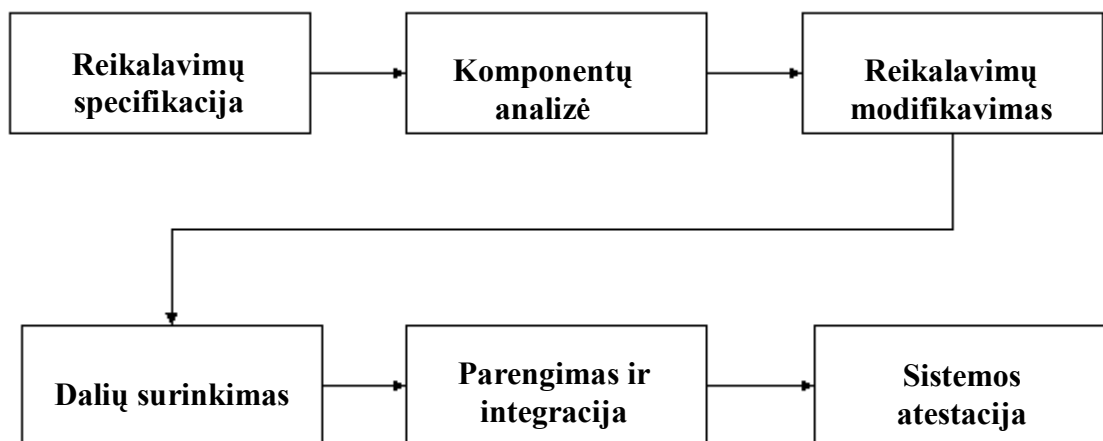 Reikalavimų
specifikacija
Komponentų
analizė
Reikalavimų
modifikavimas
Dalių surinkimas
Parengimas ir
integracija
Sistemos
atestacija